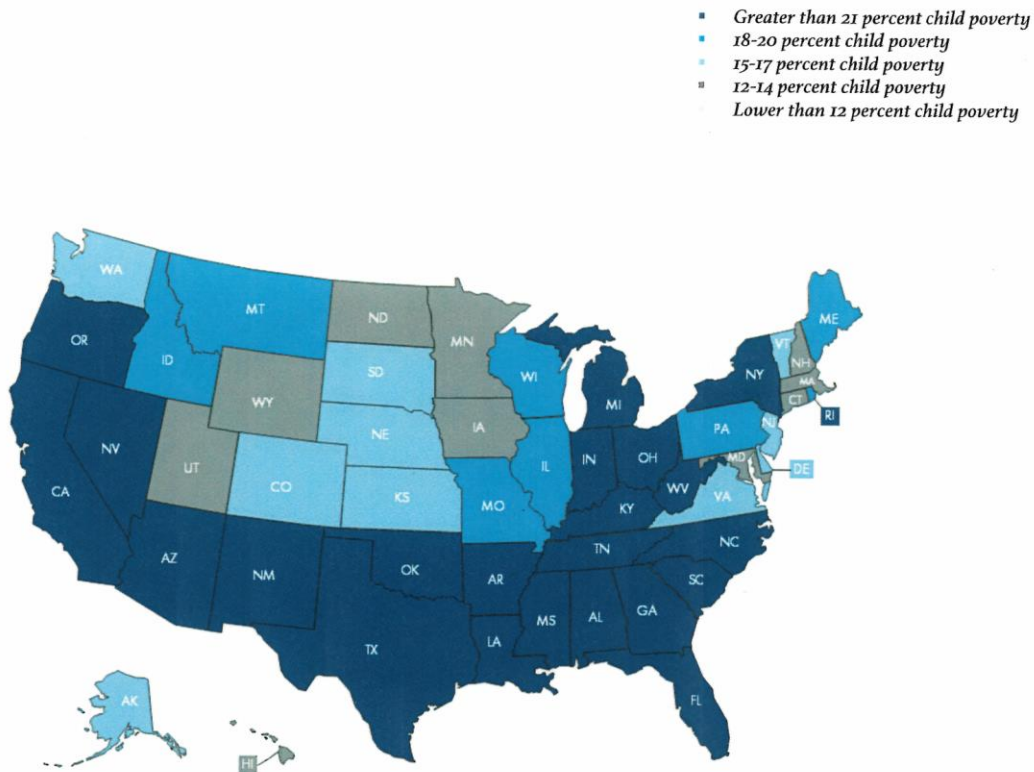 Greater than 21 percent child poverty
18-20 percent child poverty
15-17 percent child poverty
12-14 percent child poverty
Lower than 12 percent child poverty
WA
MT
ND
MN
ME
VT
NH
OR
ID
SD
WI
NY
MA
WY
MI
CT
RI
NE
IA
PA
NJ
NV
UT
IL
IN
OH
MD
DE
CA
CO
KS
MO
WV
VA
KY
AZ
NM
OK
AR
TN
NC
SC
TX
LA
MS
AL
GA
FL
AK
HI